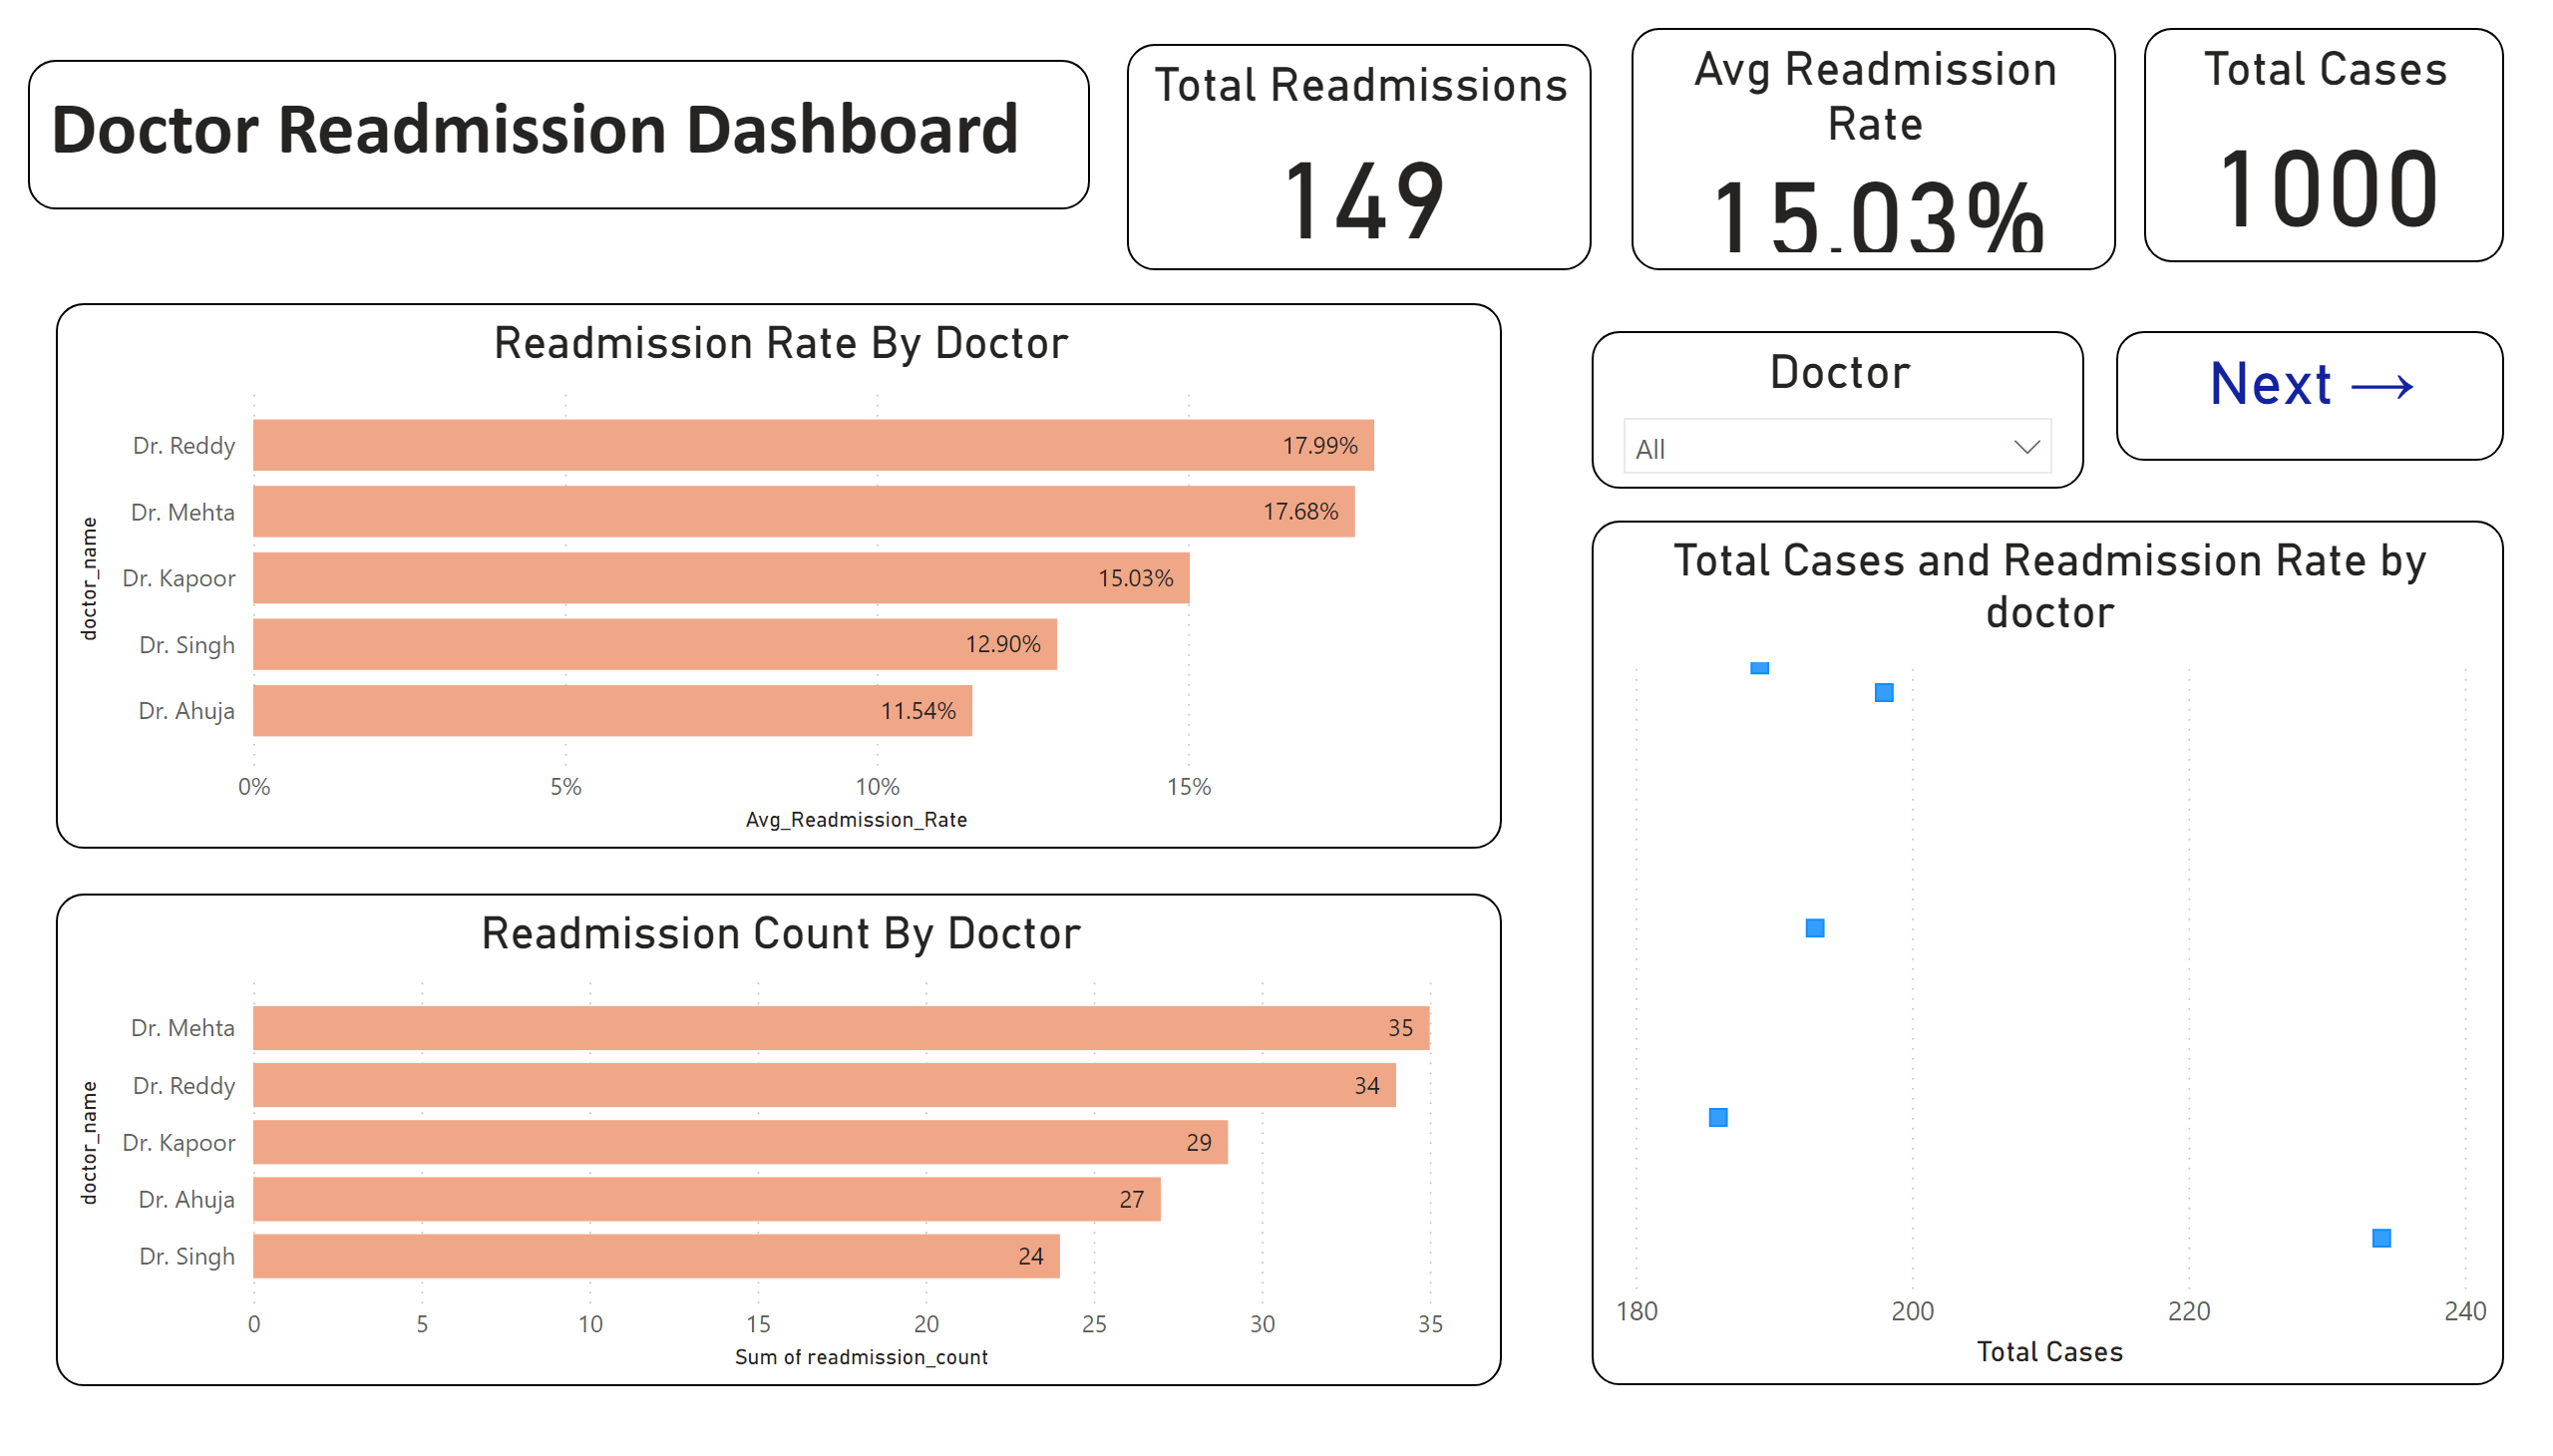 Doctor Readmission Dashboard
Total Readmissions
149
Avg Readmission
Rate
15.03%
Total Cases
1000
Readmission Rate By Doctor
doctor_name
Dr. Reddy 17.99%
Dr. Mehta 17.68%
Dr. Kapoor 15.03%
Dr. Singh 12.90%
Dr. Ahuja 11.54%
0% 5% 10% 15%
Avg_Readmission_Rate
Doctor
All
Next →
Readmission Count By Doctor
doctor_name
Dr. Mehta 35
Dr. Reddy 34
Dr. Kapoor 29
Dr. Ahuja 27
Dr. Singh 24
0 5 10 15 20 25 30 35
Sum of readmission_count
Total Cases and Readmission Rate by
doctor
180 200 220 240
Total Cases